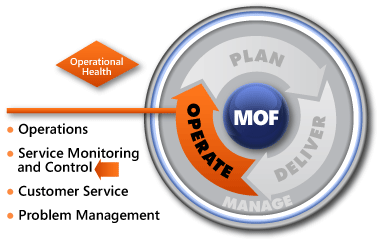 Operational
Health
PLAN
MOF
OPERATE
DELIVER
MANAGE
Operations
Service Monitoring
and Control
Customer Service
Problem Management